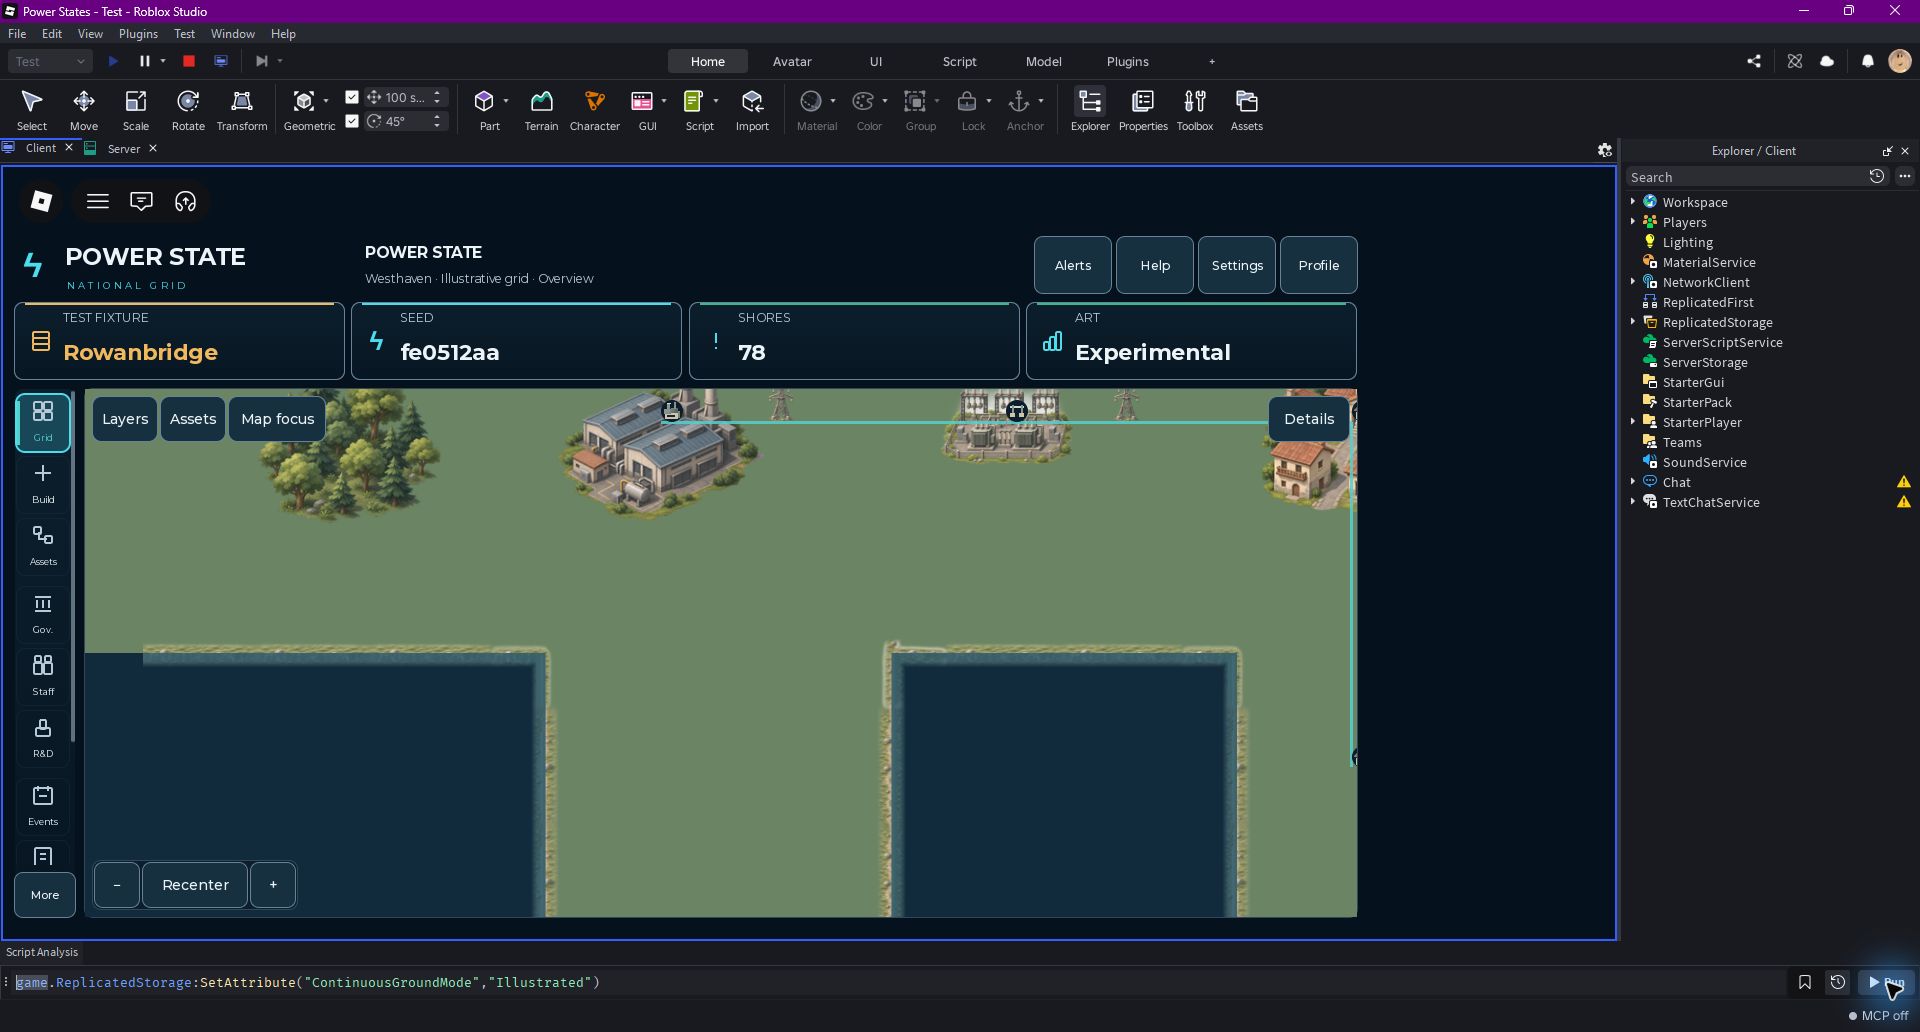 Power States - Test - Roblox Studio
File Edit View Plugins Test Window Help
Test
Home Avatar UI Script Model Plugins +
100 s...
45°
Select Move Scale Rotate Transform Geometric Part Terrain Character GUI Script Import Material Color Group Lock Anchor Explorer Properties Toolbox Assets
Client Server
Explorer / Client
Search
Workspace
Players
Lighting
MaterialService
NetworkClient
ReplicatedFirst
ReplicatedStorage
ServerScriptService
ServerStorage
StarterGui
StarterPack
StarterPlayer
Teams
SoundService
Chat
TextChatService
POWER STATE
NATIONAL GRID
POWER STATE
Westhaven · Illustrative grid · Overview
Alerts Help Settings Profile
TEST FIXTURE
Rowanbridge
SEED
fe0512aa
SHORES
78
ART
Experimental
Grid
Build
Assets
Gov.
Staff
R&D
Events
More
Layers Assets Map focus
Details
− Recenter +
Script Analysis
game.ReplicatedStorage:SetAttribute("ContinuousGroundMode","Illustrated")
MCP off